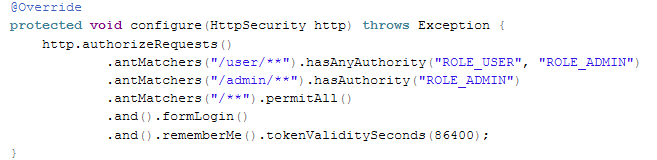 @Override
protected void configure(HttpSecurity http) throws Exception {
    http.authorizeRequests()
            .antMatchers("/user/**").hasAnyAuthority("ROLE_USER", "ROLE_ADMIN")
            .antMatchers("/admin/**").hasAuthority("ROLE_ADMIN")
            .antMatchers("/**").permitAll()
            .and().formLogin()
            .and().rememberMe().tokenValiditySeconds(86400);
}